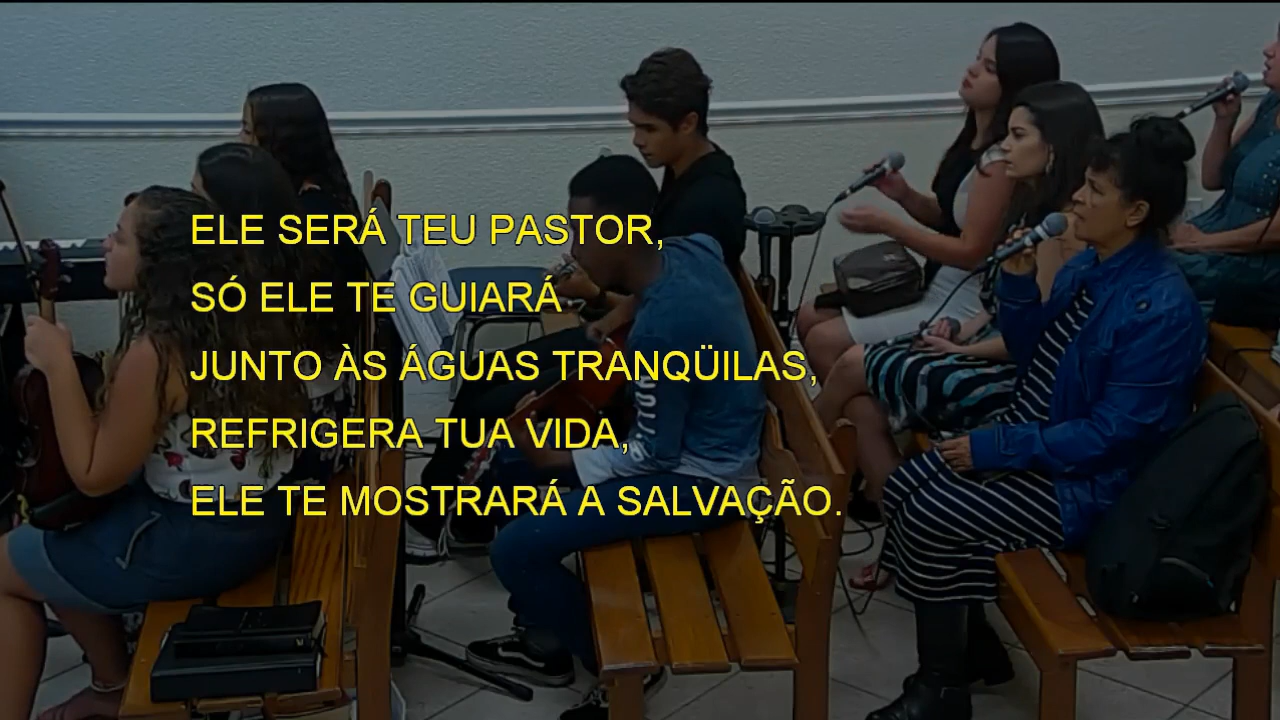 ELE SERÁ TEU PASTOR,
SÓ ELE TE GUIARÁ
JUNTO ÀS ÁGUAS TRANQÜILAS,
REFRIGERA TUA VIDA,
ELE TE MOSTRARÁ A SALVAÇÃO.